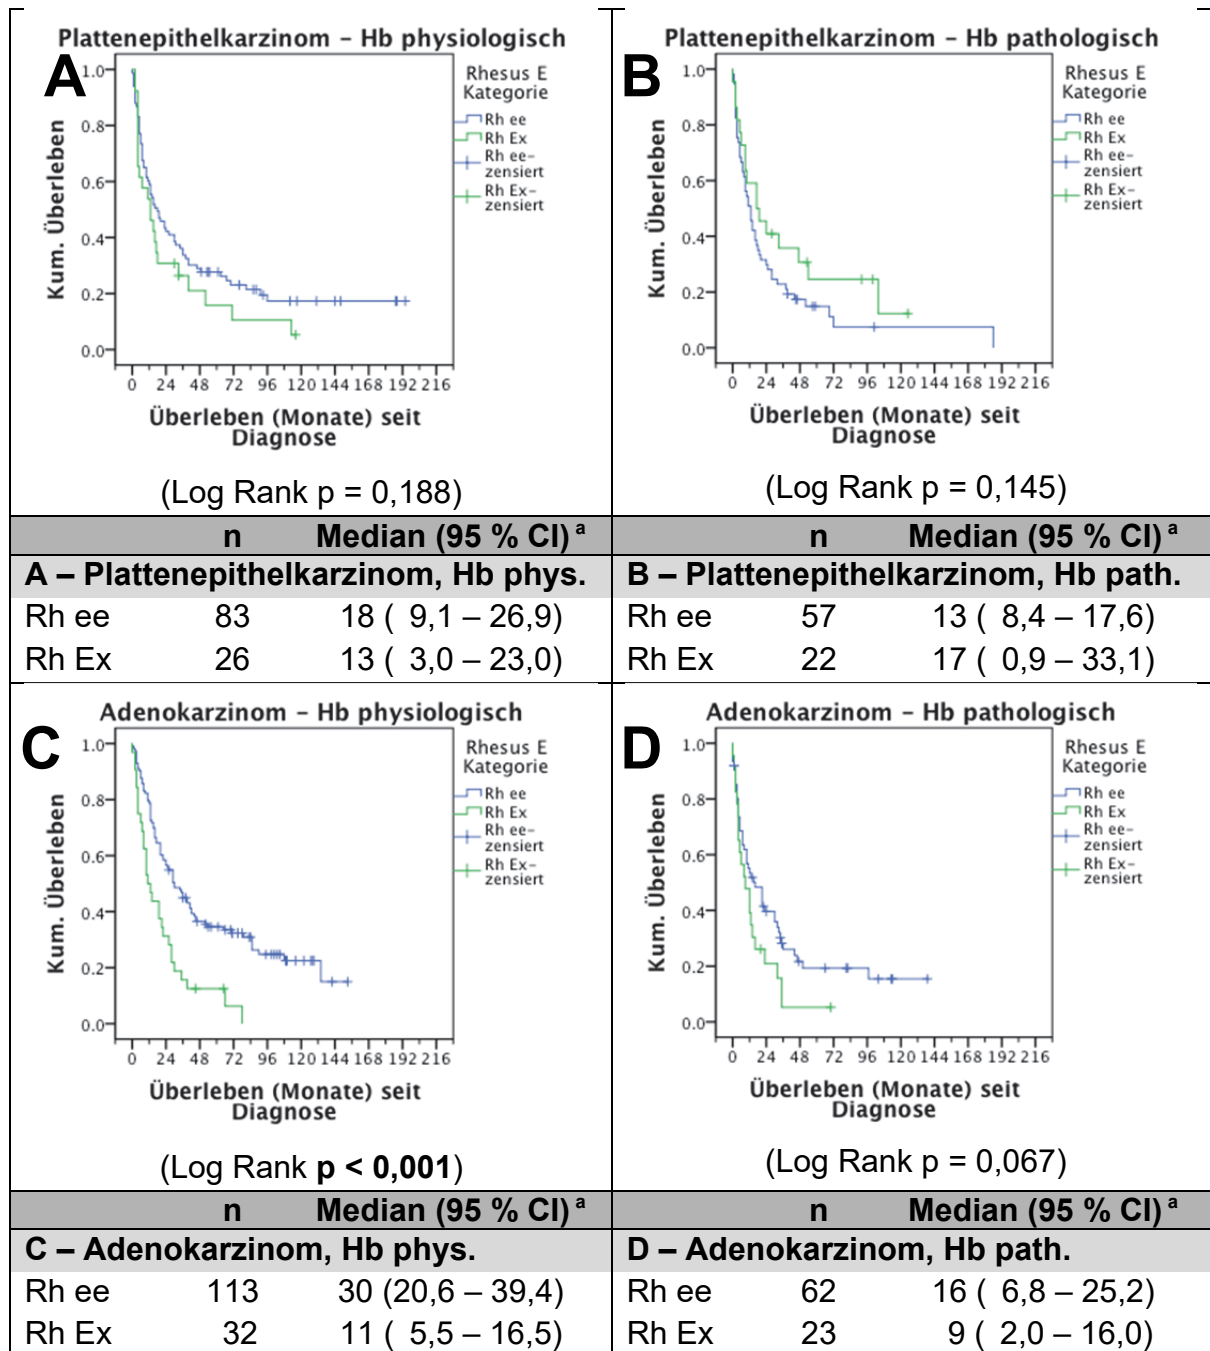 Plattenepithelkarzinom – Hb physiologisch
A
Rhesus E
Kategorie
Rh ee
Rh Ex
Rh ee-
zensiert
Rh Ex-
zensiert
Kum. Überleben
1.0
0.8
0.6
0.4
0.2
0.0
0 24 48 72 96 120 144 168 192 216
Überleben (Monate) seit
Diagnose
(Log Rank p = 0,188)
n Median (95 % CI) a
A – Plattenepithelkarzinom, Hb phys.
Rh ee 83 18 ( 9,1 – 26,9)
Rh Ex 26 13 ( 3,0 – 23,0)
Plattenepithelkarzinom – Hb pathologisch
B
Rhesus E
Kategorie
Rh ee
Rh Ex
Rh ee-
zensiert
Rh Ex-
zensiert
Kum. Überleben
1.0
0.8
0.6
0.4
0.2
0.0
0 24 48 72 96 120 144 168 192 216
Überleben (Monate) seit
Diagnose
(Log Rank p = 0,145)
n Median (95 % CI) a
B – Plattenepithelkarzinom, Hb path.
Rh ee 57 13 ( 8,4 – 17,6)
Rh Ex 22 17 ( 0,9 – 33,1)
Adenokarzinom – Hb physiologisch
C
Rhesus E
Kategorie
Rh ee
Rh Ex
Rh ee-
zensiert
Rh Ex-
zensiert
Kum. Überleben
1.0
0.8
0.6
0.4
0.2
0.0
0 24 48 72 96 120 144 168 192 216
Überleben (Monate) seit
Diagnose
(Log Rank p < 0,001)
n Median (95 % CI) a
C – Adenokarzinom, Hb phys.
Rh ee 113 30 (20,6 – 39,4)
Rh Ex 32 11 ( 5,5 – 16,5)
Adenokarzinom – Hb pathologisch
D
Rhesus E
Kategorie
Rh ee
Rh Ex
Rh ee-
zensiert
Rh Ex-
zensiert
Kum. Überleben
1.0
0.8
0.6
0.4
0.2
0.0
0 24 48 72 96 120 144 168 192 216
Überleben (Monate) seit
Diagnose
(Log Rank p = 0,067)
n Median (95 % CI) a
D – Adenokarzinom, Hb path.
Rh ee 62 16 ( 6,8 – 25,2)
Rh Ex 23 9 ( 2,0 – 16,0)